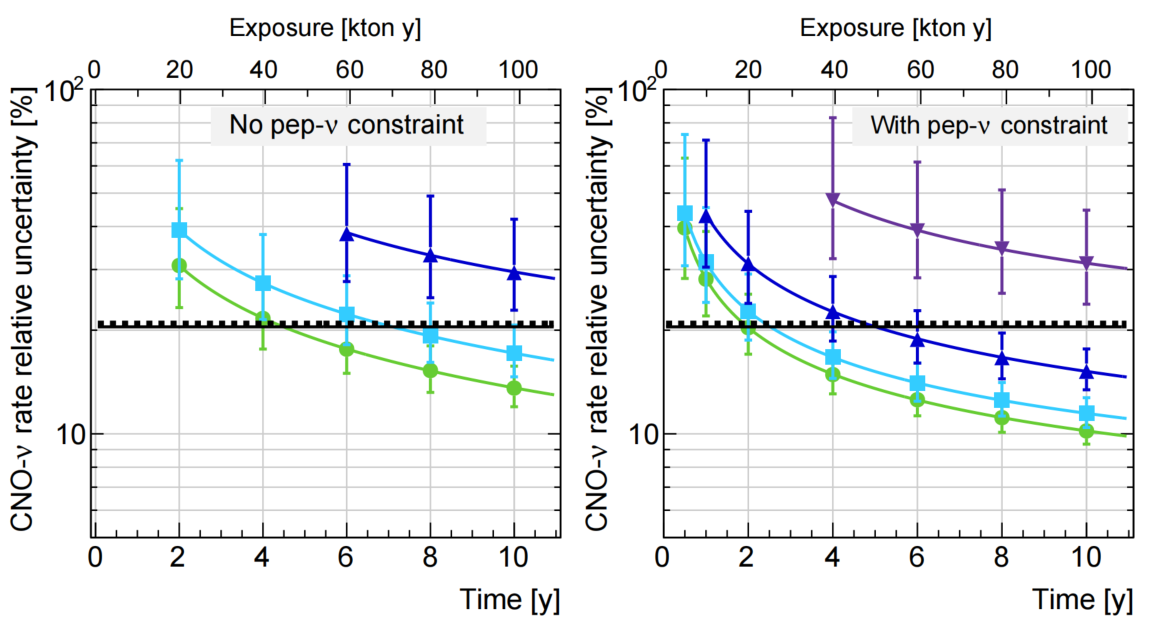 Exposure [kton y]
0 20 40 60 80 100
10²
No pep-ν constraint
CNO-ν rate relative uncertainty [%]
10
0 2 4 6 8 10
Time [y]
Exposure [kton y]
0 20 40 60 80 100
10²
With pep-ν constraint
CNO-ν rate relative uncertainty [%]
10
0 2 4 6 8 10
Time [y]